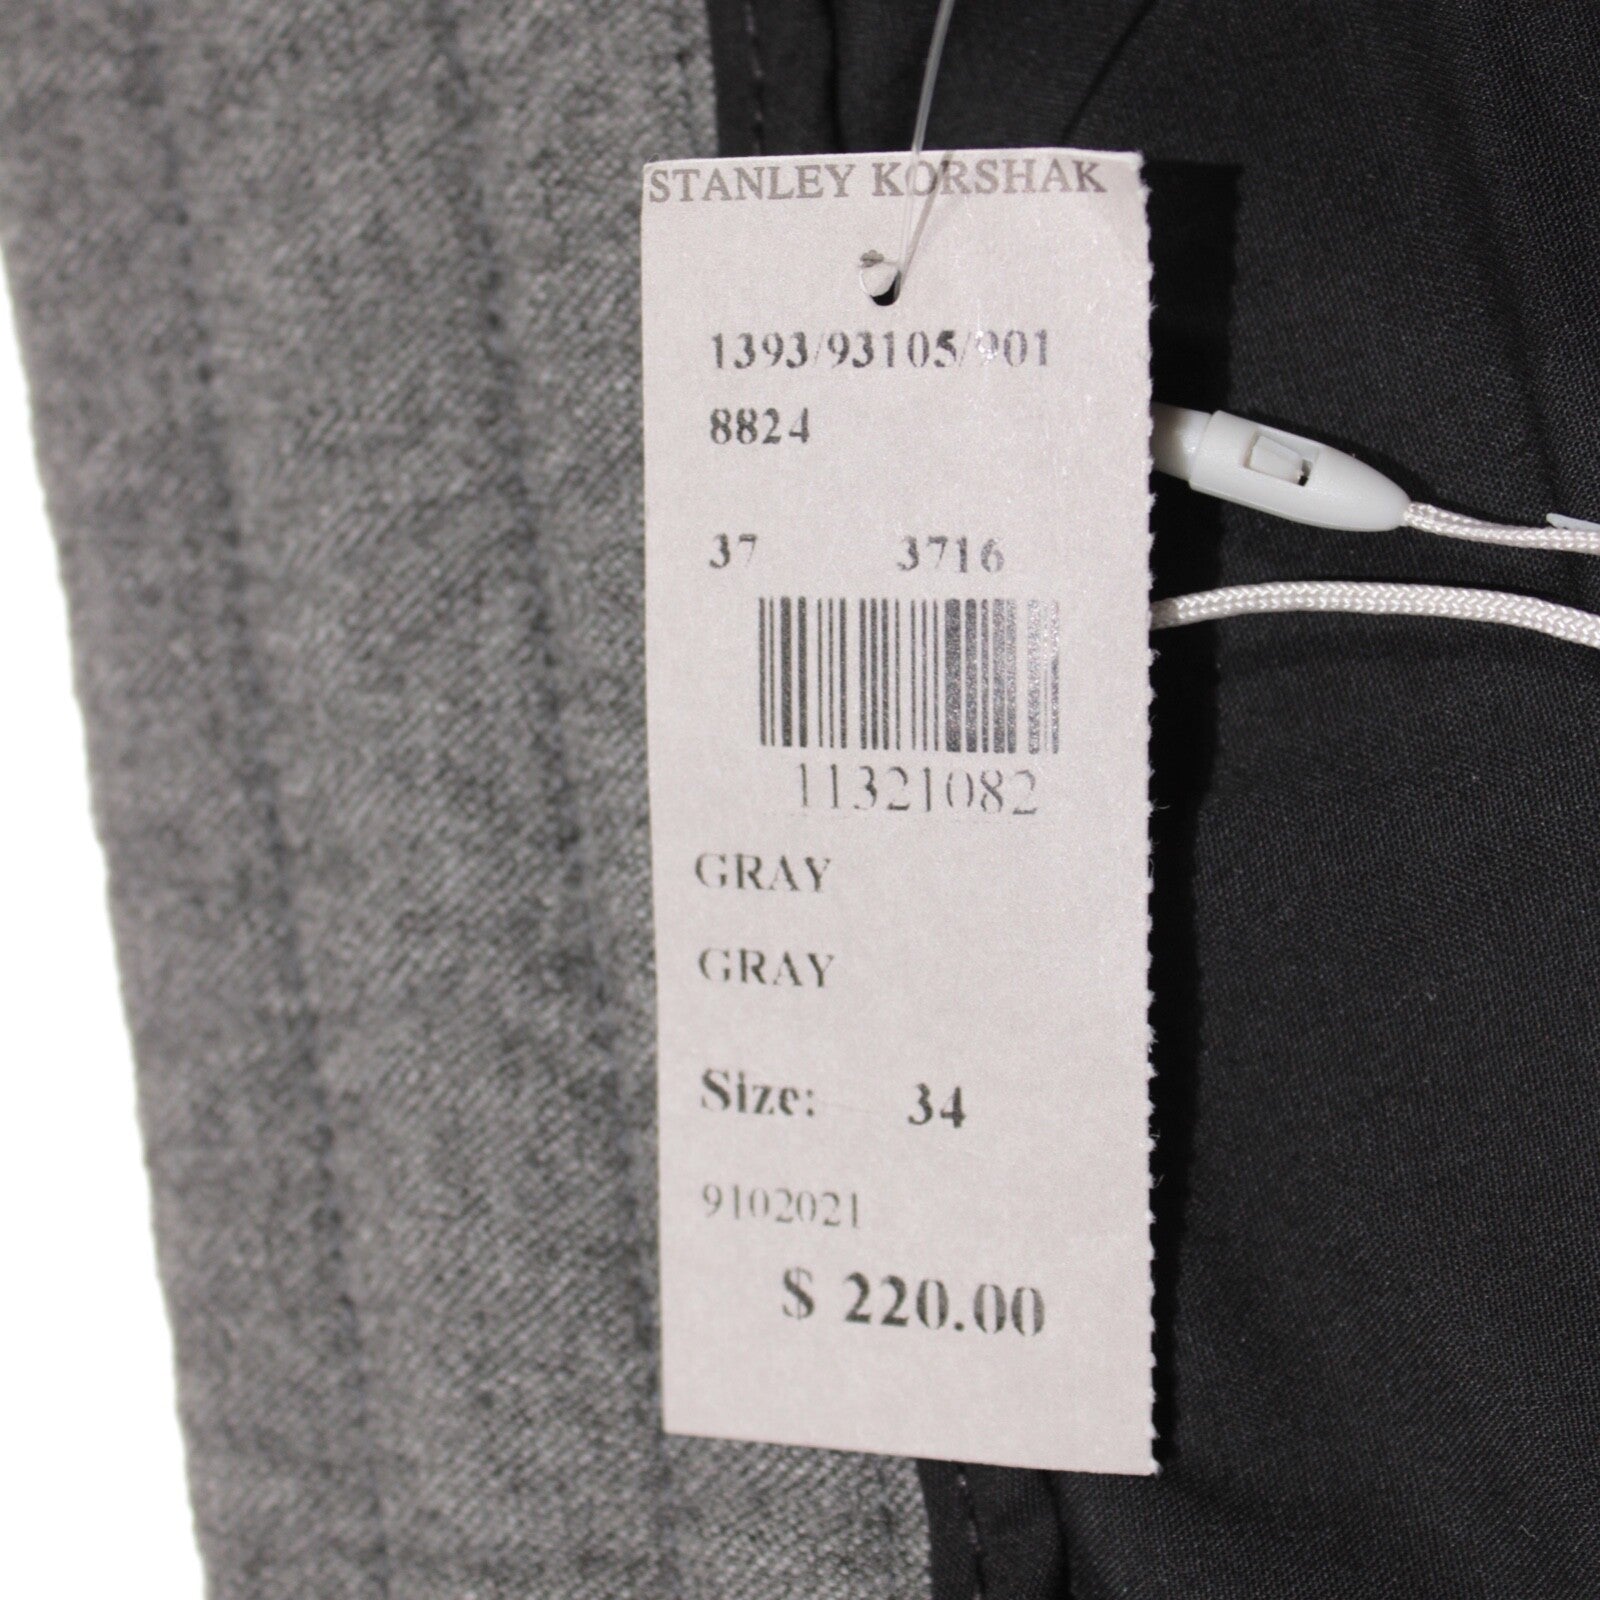 STANLEY KORSHAK
1393/93105/901
8824
37 3716
11321082
GRAY
GRAY
Size: 34
9102021
$ 220.00